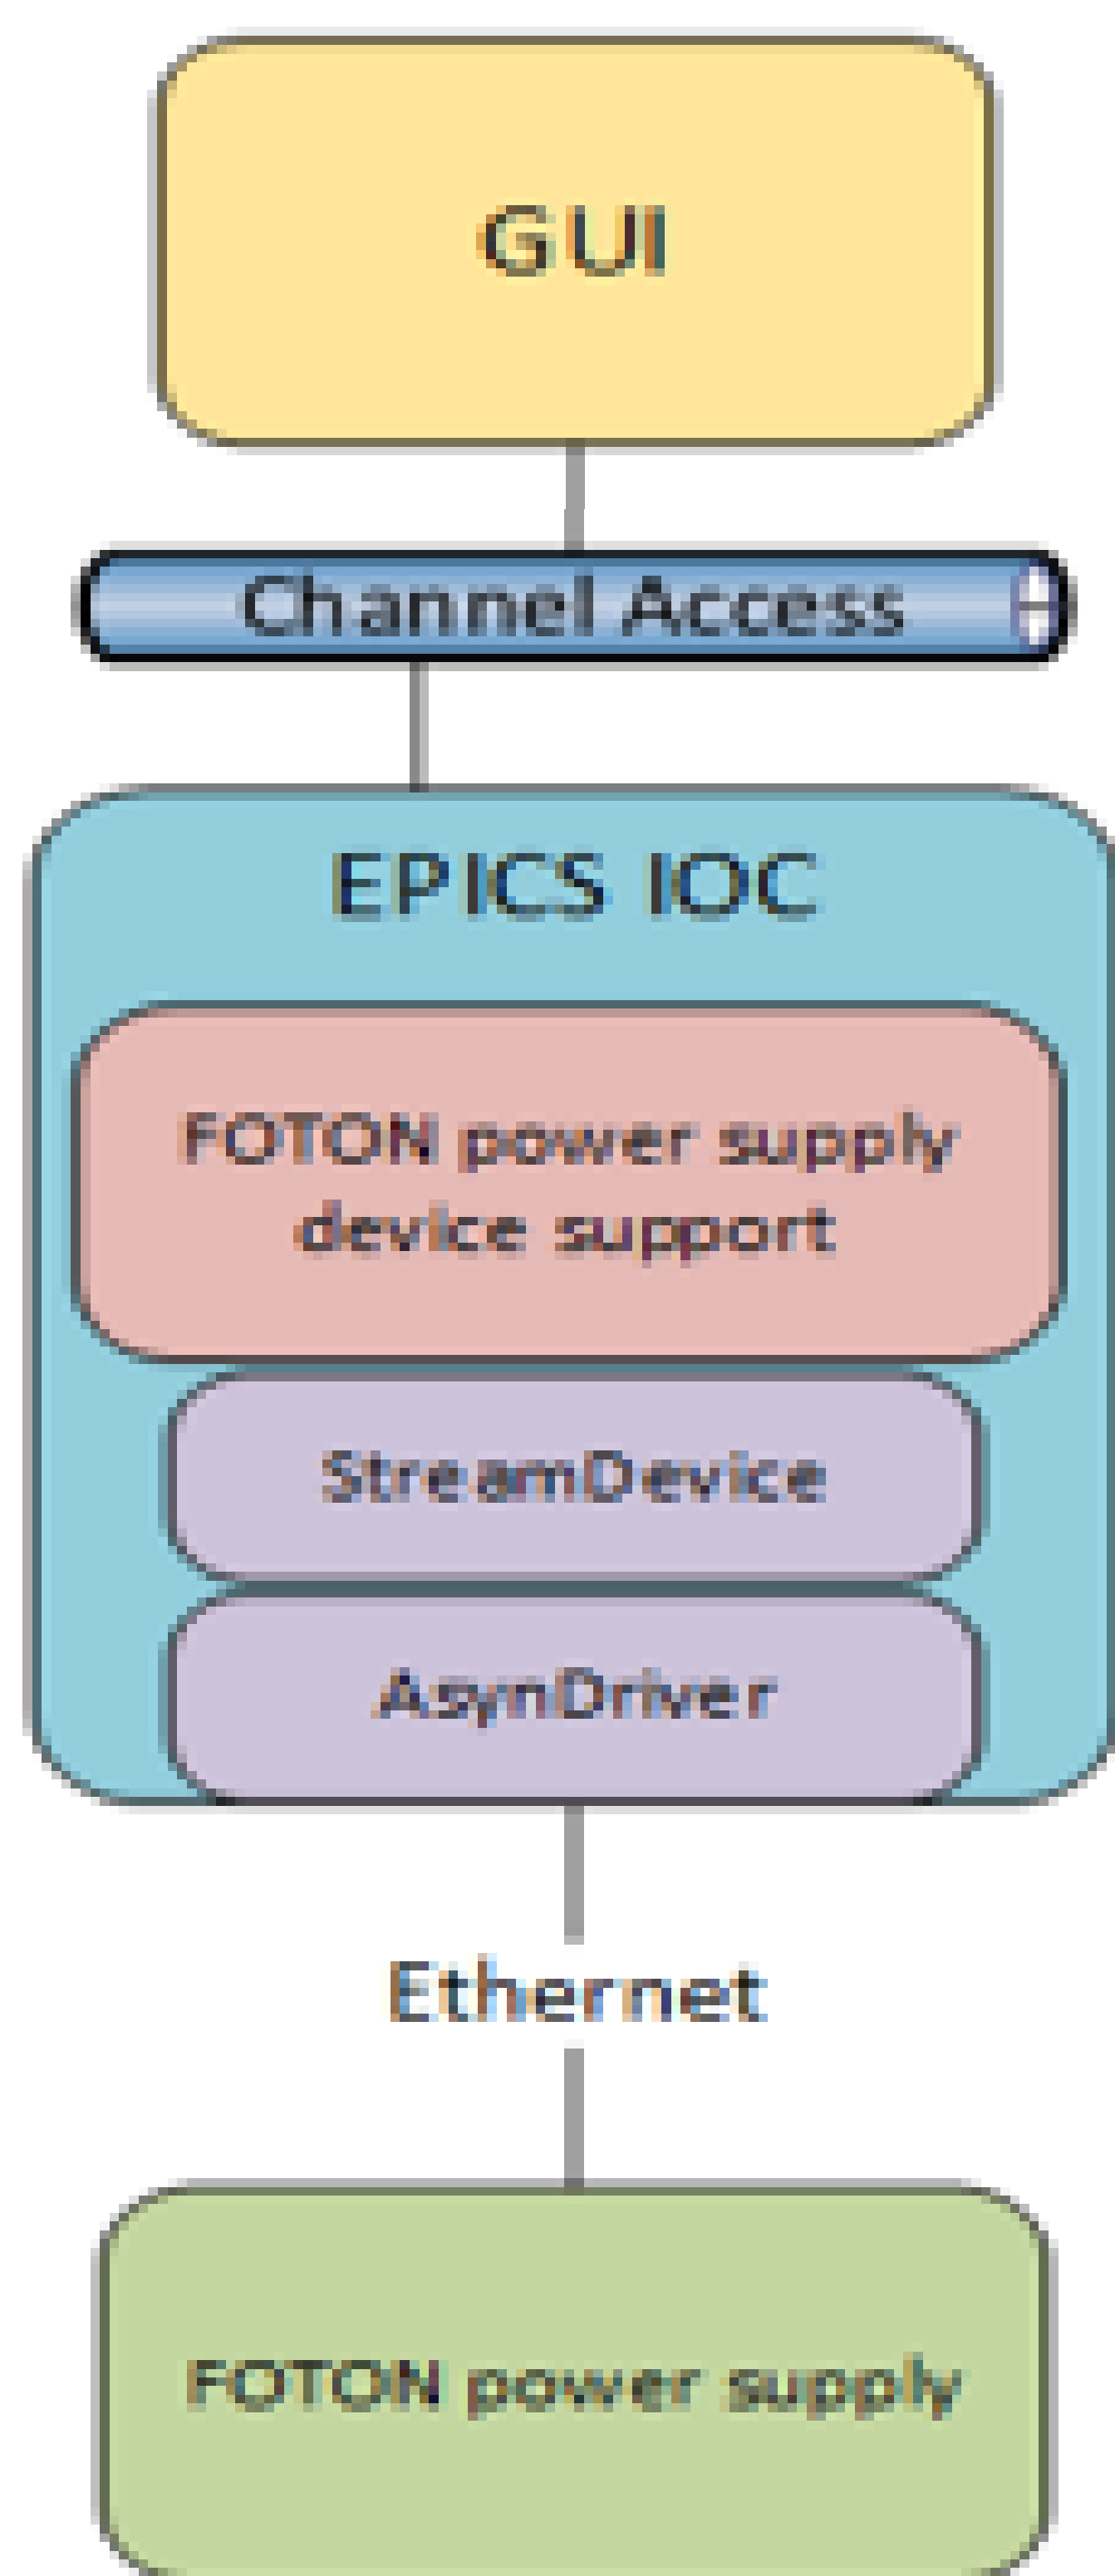 GUI
Channel Access
EPICS IOC
FOTON power supply
device support
StreamDevice
AsynDriver
Ethernet
FOTON power supply